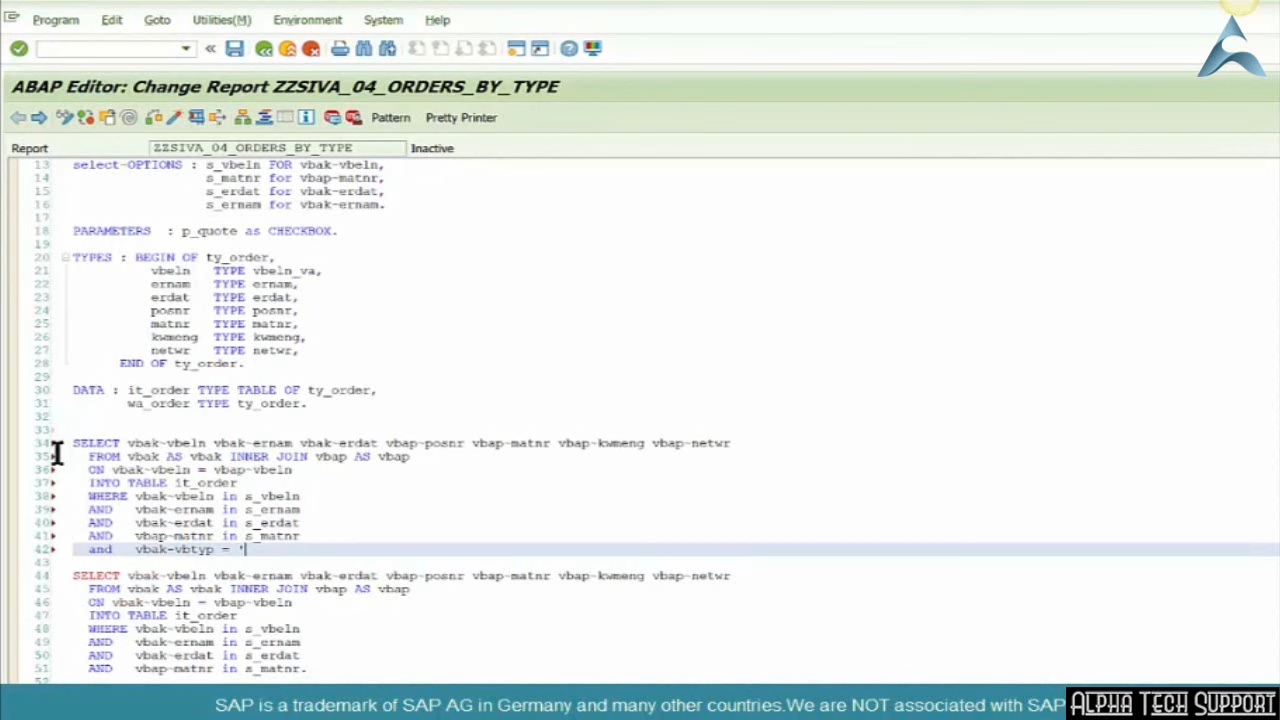 Program Edit Goto Utilities(M) Environment System Help
ABAP Editor: Change Report ZZSIVA_04_ORDERS_BY_TYPE
Pattern Pretty Printer
Report ZZSIVA_04_ORDERS_BY_TYPE Inactive
13 select-OPTIONS : s_vbeln FOR vbak-vbeln,
14 s_matnr for vbap-matnr,
15 s_erdat for vbak-erdat,
16 s_ernam for vbak-ernam.
17
18 PARAMETERS : p_quote as CHECKBOX.
19
20 TYPES : BEGIN OF ty_order,
21 vbeln TYPE vbeln_va,
22 ernam TYPE ernam,
23 erdat TYPE erdat,
24 posnr TYPE posnr,
25 matnr TYPE matnr,
26 kwmeng TYPE kwmeng,
27 netwr TYPE netwr,
28 END OF ty_order.
29
30 DATA : it_order TYPE TABLE OF ty_order,
31 wa_order TYPE ty_order.
32
33
34 SELECT vbak~vbeln vbak~ernam vbak~erdat vbap~posnr vbap~matnr vbap~kwmeng vbap~netwr
35 FROM vbak AS vbak INNER JOIN vbap AS vbap
36 ON vbak~vbeln = vbap~vbeln
37 INTO TABLE it_order
38 WHERE vbak~vbeln in s_vbeln
39 AND vbak~ernam in s_ernam
40 AND vbak~erdat in s_erdat
41 AND vbap~matnr in s_matnr
42 and vbak-vbtyp = '
43
44 SELECT vbak~vbeln vbak~ernam vbak~erdat vbap~posnr vbap~matnr vbap~kwmeng vbap~netwr
45 FROM vbak AS vbak INNER JOIN vbap AS vbap
46 ON vbak~vbeln = vbap~vbeln
47 INTO TABLE it_order
48 WHERE vbak~vbeln in s_vbeln
49 AND vbak~ernam in s_ernam
50 AND vbak~erdat in s_erdat
51 AND vbap~matnr in s_matnr.
52
SAP is a trademark of SAP AG in Germany and many other countries.We are NOT associated with SAP
ALPHA TECH SUPPORT